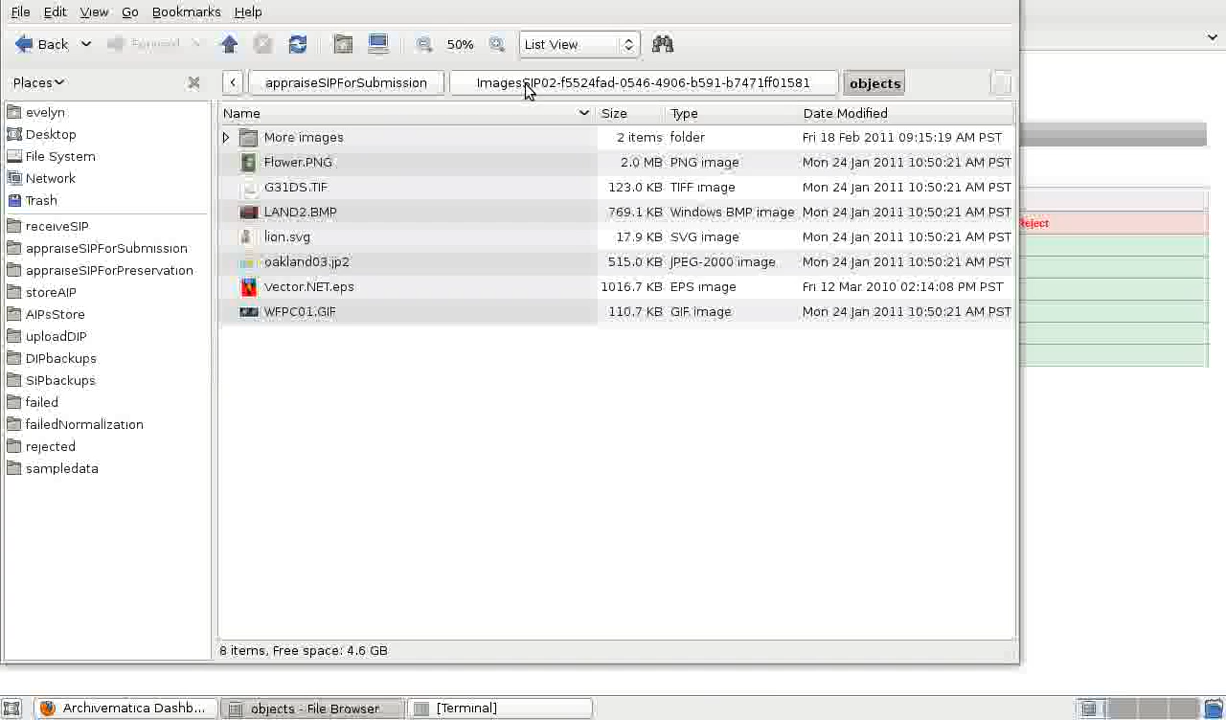 File Edit View Go Bookmarks Help
Back Forward 50% List View
Places appraiseSIPForSubmission ImagesSIP02-f5524fad-0546-4906-b591-b7471ff01581 objects
Name Size Type Date Modified
evelyn
Desktop
File System
Network
Trash
receiveSIP
appraiseSIPForSubmission
appraiseSIPForPreservation
storeAIP
AIPsStore
uploadDIP
DIPbackups
SIPbackups
failed
failedNormalization
rejected
sampledata
More images 2 items folder Fri 18 Feb 2011 09:15:19 AM PST
Flower.PNG 2.0 MB PNG image Mon 24 Jan 2011 10:50:21 AM PST
G31DS.TIF 123.0 KB TIFF image Mon 24 Jan 2011 10:50:21 AM PST
LAND2.BMP 769.1 KB Windows BMP image Mon 24 Jan 2011 10:50:21 AM PST
lion.svg 17.9 KB SVG image Mon 24 Jan 2011 10:50:21 AM PST
oakland03.jp2 515.0 KB JPEG-2000 image Mon 24 Jan 2011 10:50:21 AM PST
Vector.NET.eps 1016.7 KB EPS image Fri 12 Mar 2010 02:14:08 PM PST
WFPC01.GIF 110.7 KB GIF image Mon 24 Jan 2011 10:50:21 AM PST
Reject
8 items, Free space: 4.6 GB
Archivematica Dashb... objects - File Browser [Terminal]